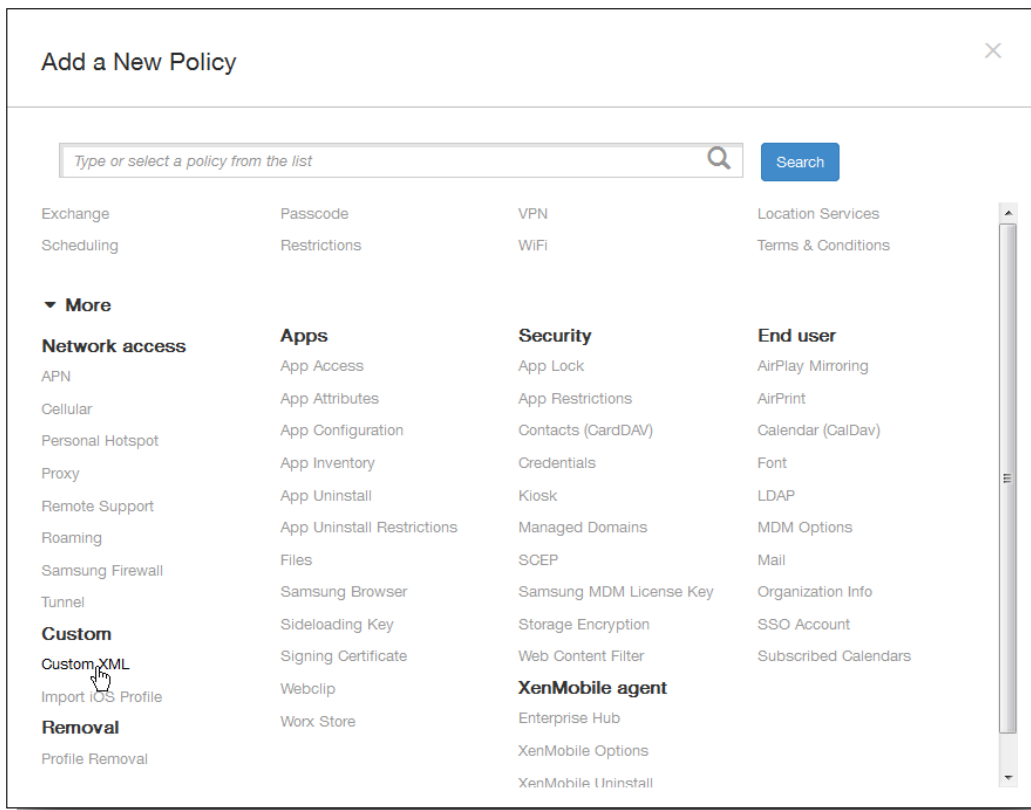 Add a New Policy
Type or select a policy from the list
Search
Exchange
Passcode
VPN
Location Services
Scheduling
Restrictions
WiFi
Terms & Conditions
More
Network access
APN
Cellular
Personal Hotspot
Proxy
Remote Support
Roaming
Samsung Firewall
Tunnel
Custom
Custom XML
Import iOS Profile
Removal
Profile Removal
Apps
App Access
App Attributes
App Configuration
App Inventory
App Uninstall
App Uninstall Restrictions
Files
Samsung Browser
Sideloading Key
Signing Certificate
Webclip
Worx Store
Security
App Lock
App Restrictions
Contacts (CardDAV)
Credentials
Kiosk
Managed Domains
SCEP
Samsung MDM License Key
Storage Encryption
Web Content Filter
XenMobile agent
Enterprise Hub
XenMobile Options
XenMobile Uninstall
End user
AirPlay Mirroring
AirPrint
Calendar (CalDav)
Font
LDAP
MDM Options
Mail
Organization Info
SSO Account
Subscribed Calendars